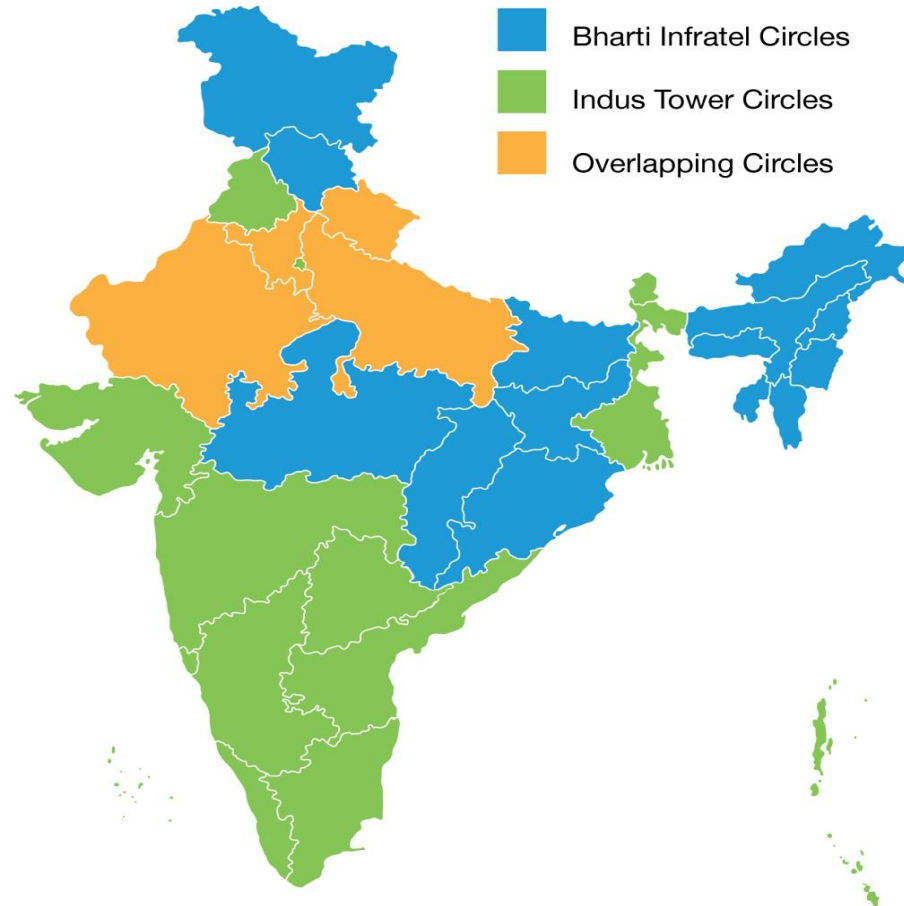 Bharti Infratel Circles
Indus Tower Circles
Overlapping Circles